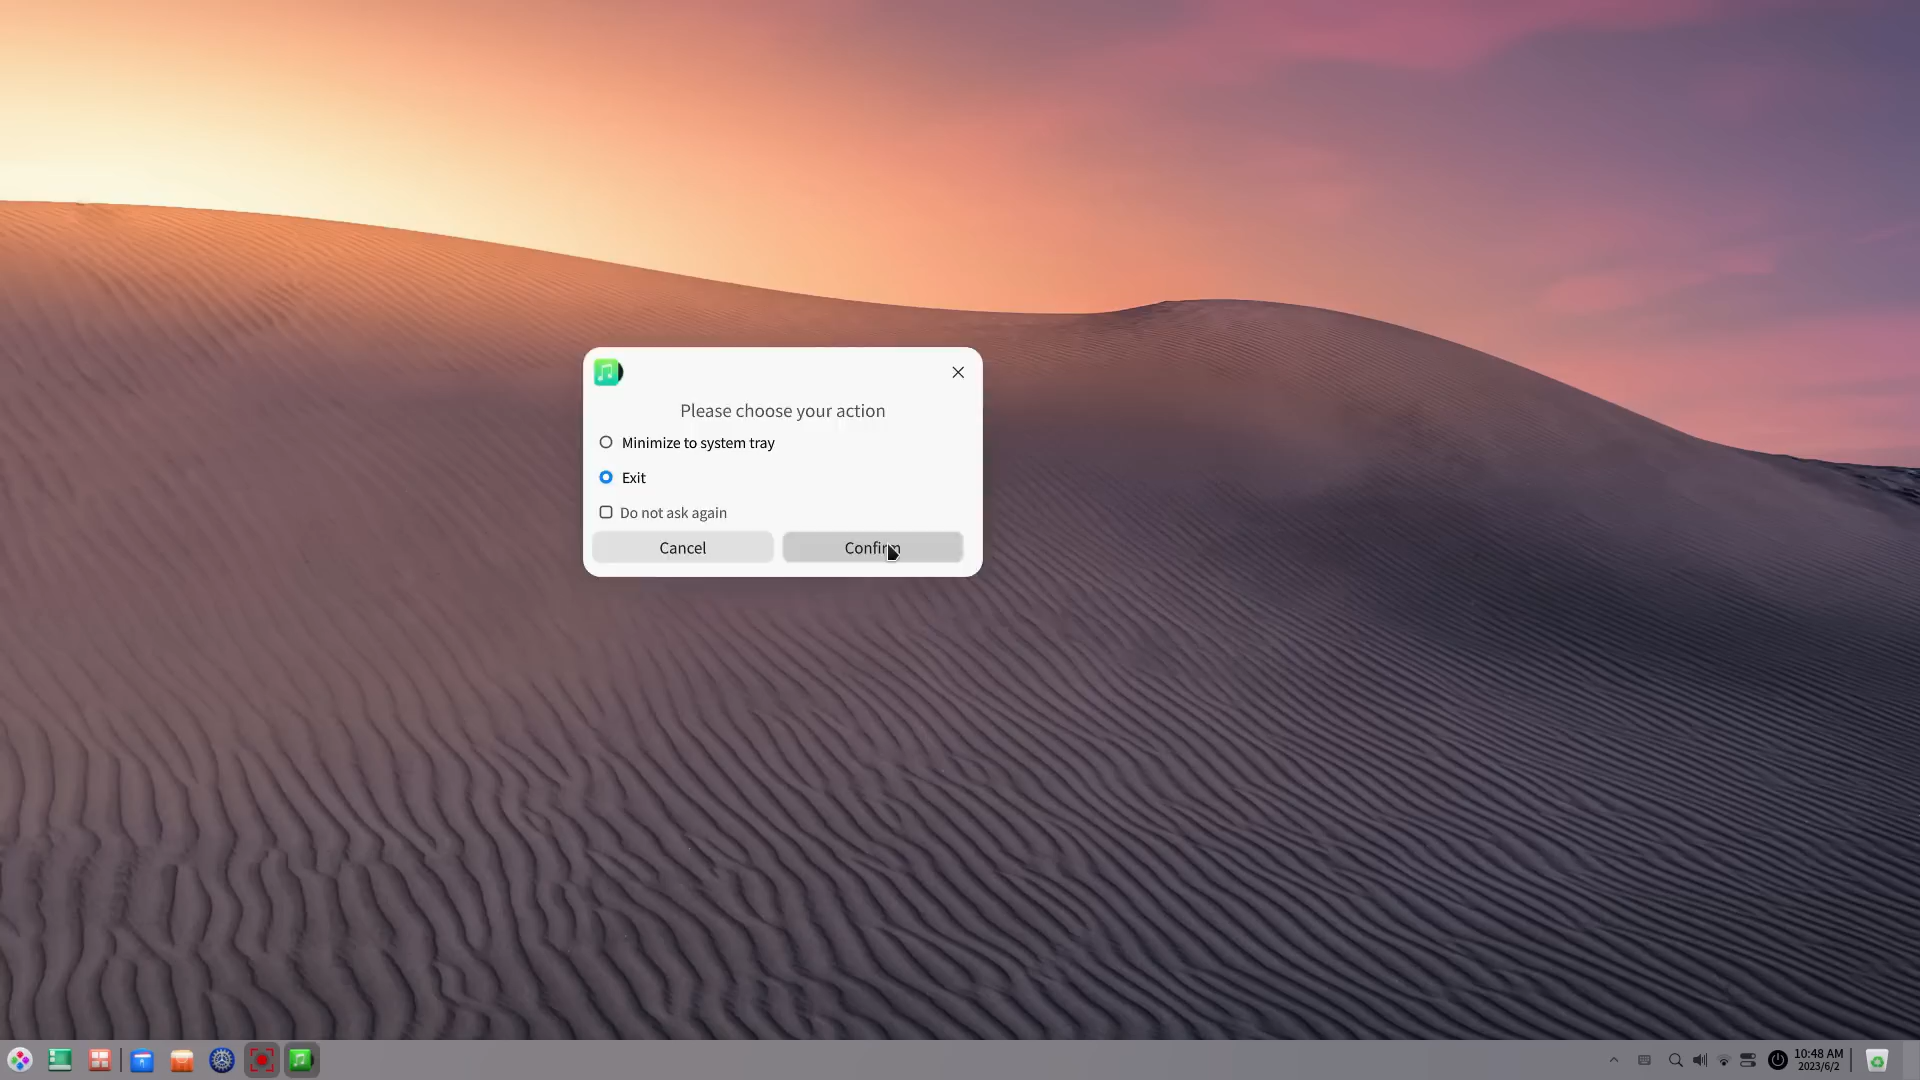 Please choose your action
Minimize to system tray
Exit
Do not ask again
Cancel
Confirm
10:48 AM
2023/6/2